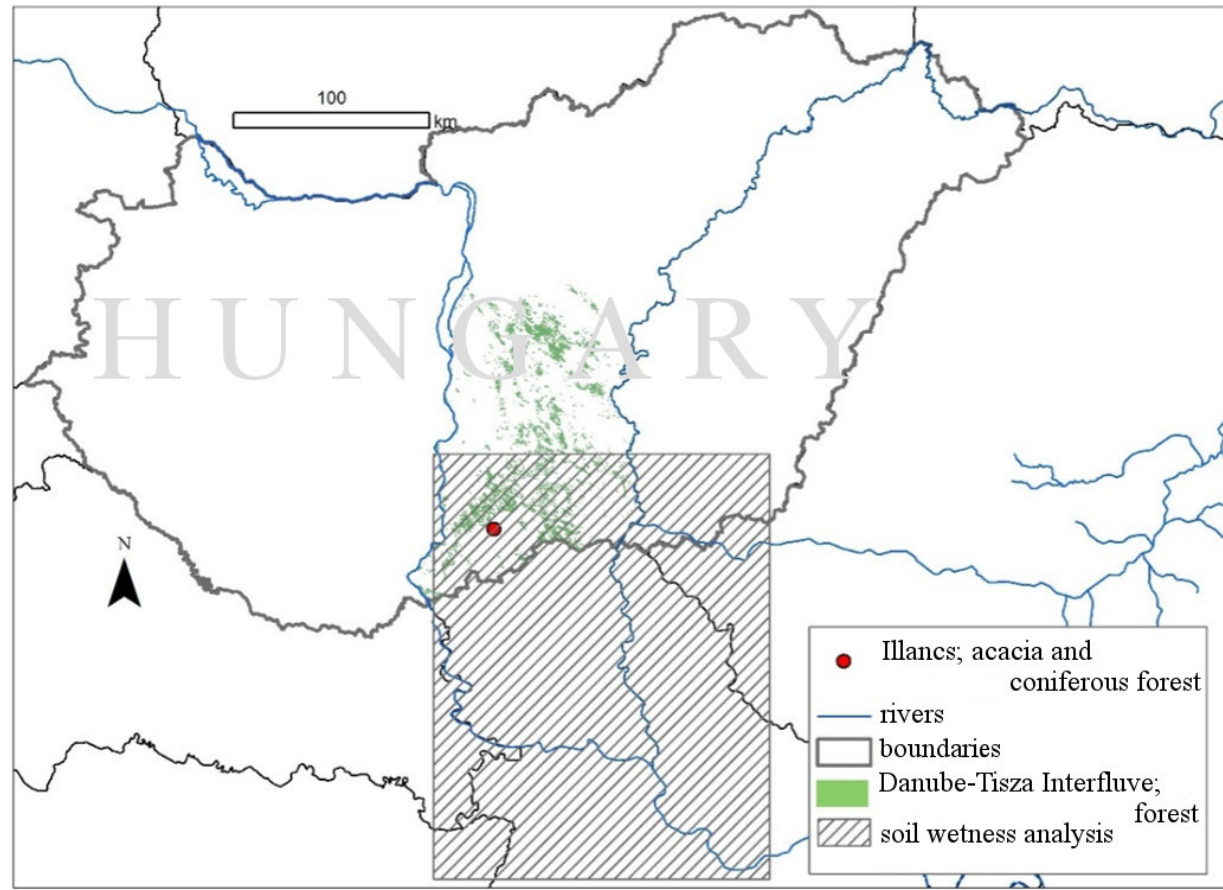 100
km
HUNGARY
N
Illancs; acacia and
coniferous forest
rivers
boundaries
Danube-Tisza Interfluve;
forest
soil wetness analysis